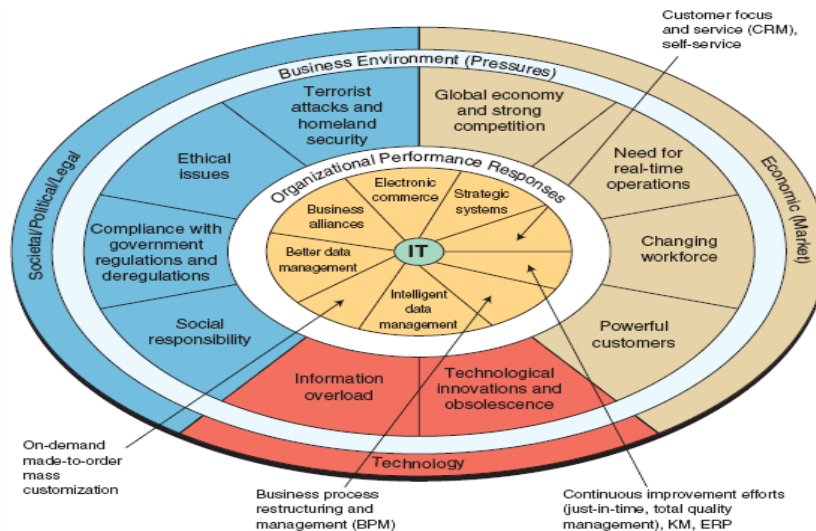 Customer focus
and service (CRM),
self-service
Business Environment (Pressures)
Terrorist
attacks and
homeland
security
Global economy
and strong
competition
Ethical
issues
Need for
real-time
operations
Societal/Political/Legal
Economic (Market)
Organizational Performance Responses
Electronic
commerce
Strategic
systems
Business
alliances
Compliance with
government
regulations and
deregulations
Better data
management
IT
Changing
workforce
Intelligent
data
management
Social
responsibility
Powerful
customers
Information
overload
Technological
innovations and
obsolescence
Technology
On-demand
made-to-order
mass
customization
Business process
restructuring and
management (BPM)
Continuous improvement efforts
(just-in-time, total quality
management), KM, ERP